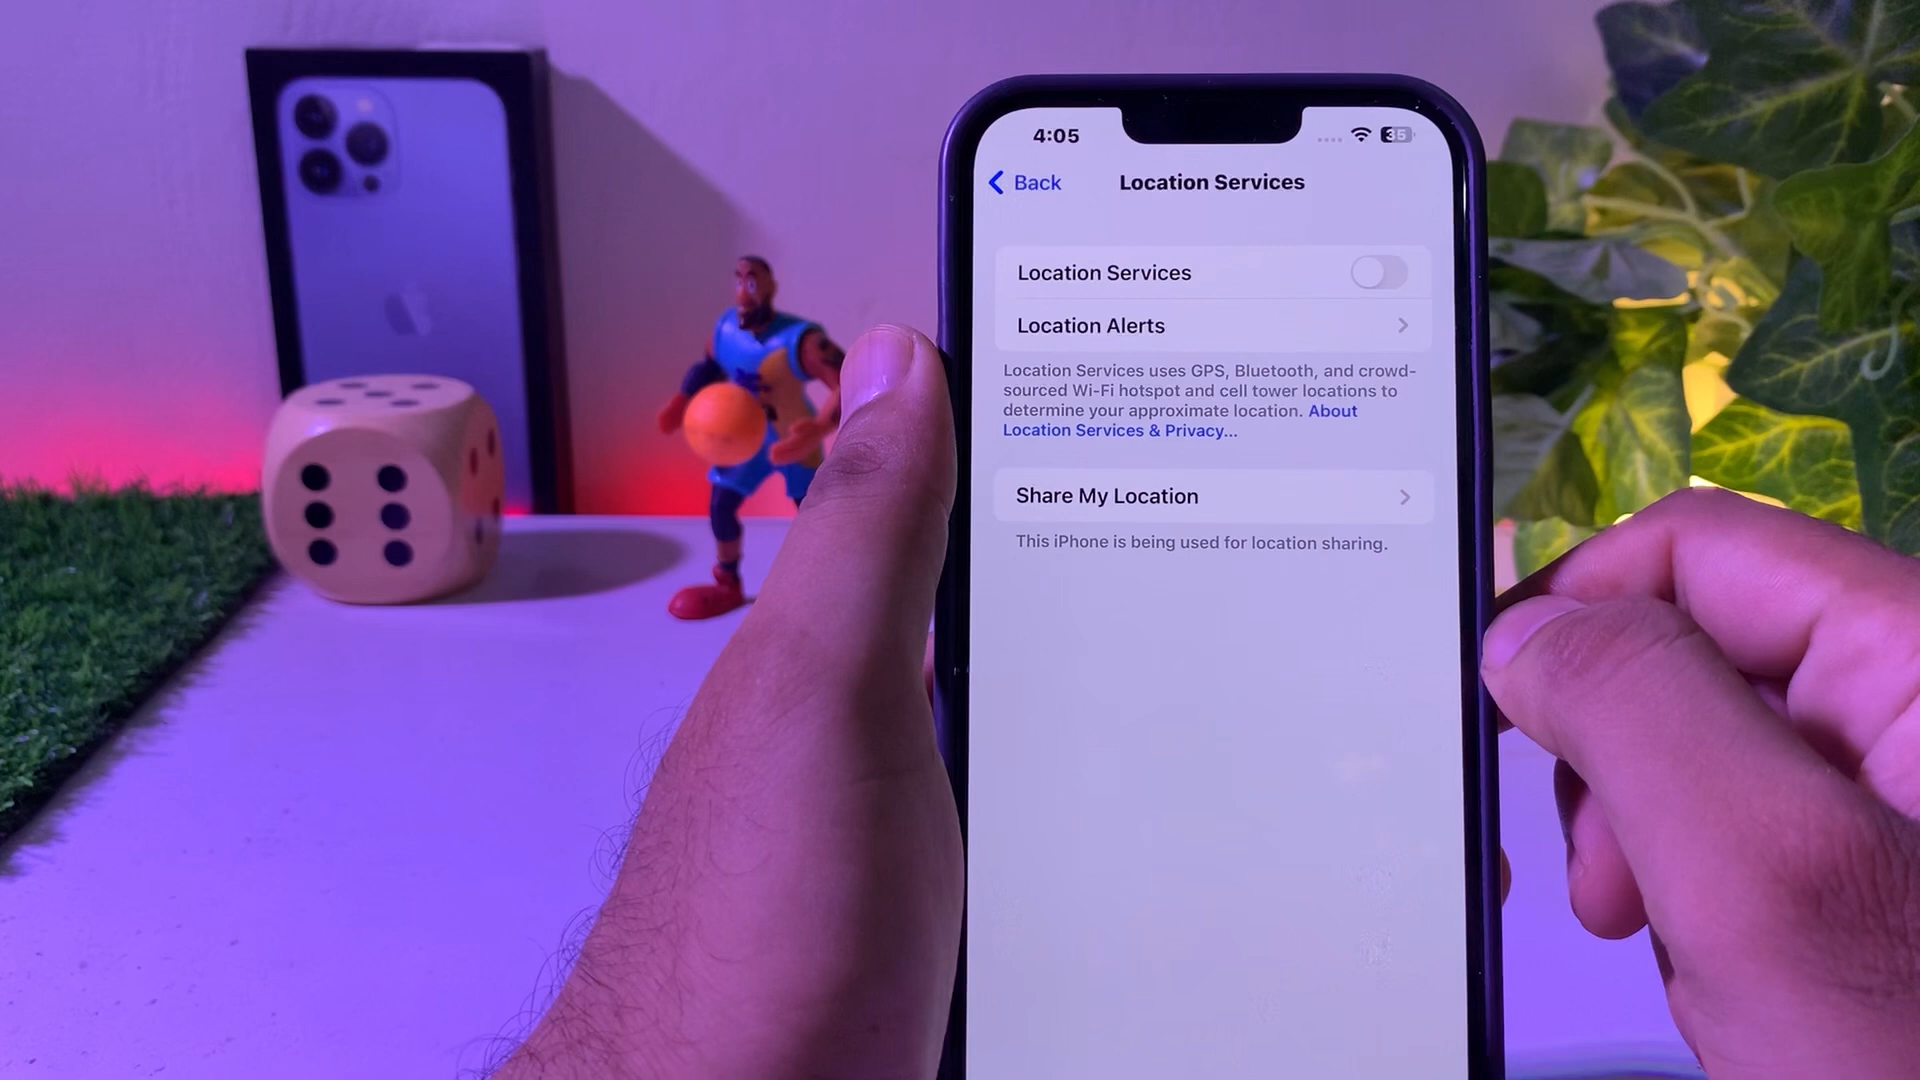 4:05
35
Back
Location Services
Location Services
Location Alerts
Location Services uses GPS, Bluetooth, and crowd-
sourced Wi-Fi hotspot and cell tower locations to
determine your approximate location. About
Location Services & Privacy...
Share My Location
This iPhone is being used for location sharing.